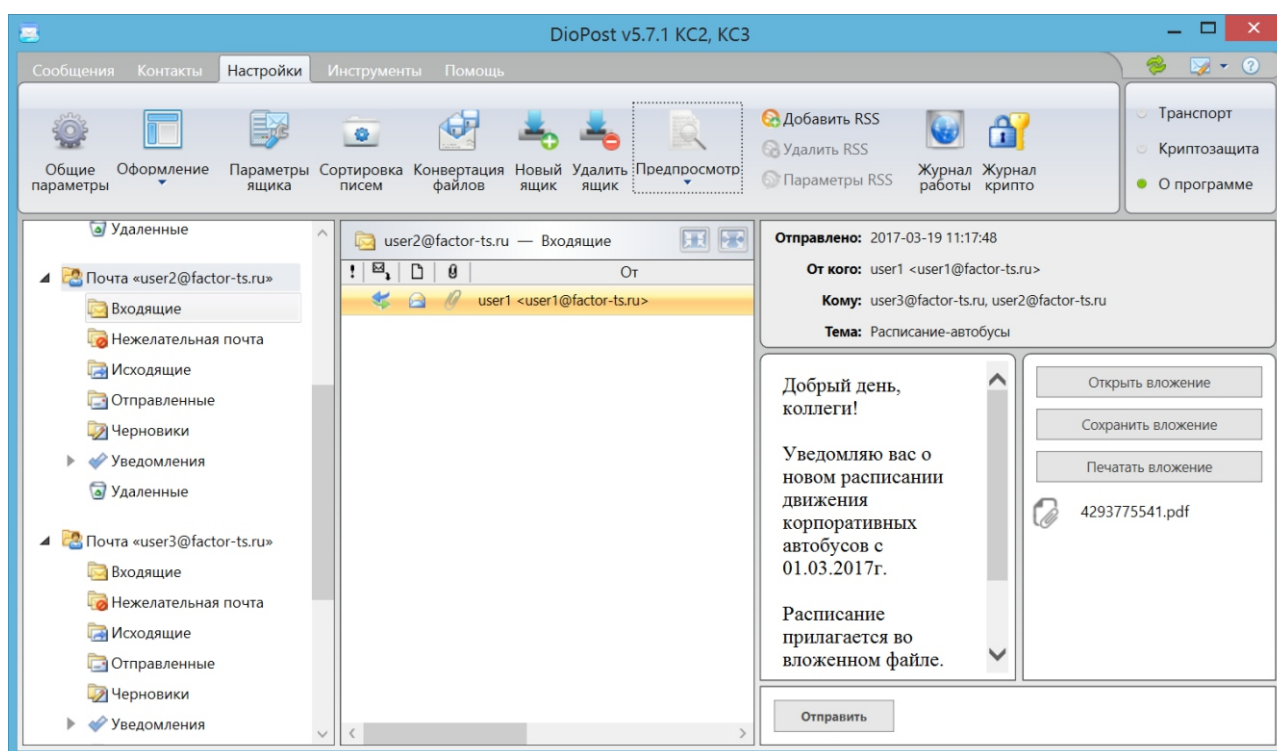 DioPost v5.7.1 КС2, КС3
Сообщения Контакты Настройки Инструменты Помощь
Общие параметры
Оформление
Параметры ящика
Сортировка писем
Конвертация файлов
Новый ящик
Удалить ящик
Предпросмотр
Добавить RSS
Удалить RSS
Параметры RSS
Журнал работы
Журнал крипто
Транспорт
Криптозащита
О программе
Удаленные
Почта «user2@factor-ts.ru»
Входящие
Нежелательная почта
Исходящие
Отправленные
Черновики
Уведомления
Удаленные
Почта «user3@factor-ts.ru»
Входящие
Нежелательная почта
Исходящие
Отправленные
Черновики
Уведомления
user2@factor-ts.ru — Входящие
! От
user1 <user1@factor-ts.ru>
Отправлено: 2017-03-19 11:17:48
От кого: user1 <user1@factor-ts.ru>
Кому: user3@factor-ts.ru, user2@factor-ts.ru
Тема: Расписание-автобусы
Добрый день,
коллеги!
Уведомляю вас о
новом расписании
движения
корпоративных
автобусов с
01.03.2017г.
Расписание
прилагается во
вложенном файле.
Открыть вложение
Сохранить вложение
Печатать вложение
4293775541.pdf
Отправить